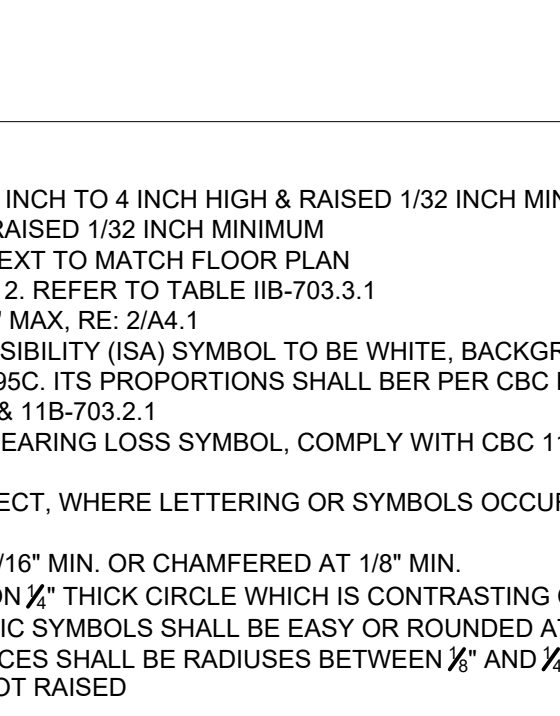 INCH TO 4 INCH HIGH & RAISED 1/32 INCH MIN
RAISED 1/32 INCH MINIMUM
EXT TO MATCH FLOOR PLAN
2. REFER TO TABLE IIB-703.3.1
" MAX, RE: 2/A4.1
SIBILITY (ISA) SYMBOL TO BE WHITE, BACKGR
95C. ITS PROPORTIONS SHALL BER PER CBC
& 11B-703.2.1
EARING LOSS SYMBOL, COMPLY WITH CBC 11
ECT, WHERE LETTERING OR SYMBOLS OCCUR
/16" MIN. OR CHAMFERED AT 1/8" MIN.
ON 1/4" THICK CIRCLE WHICH IS CONTRASTING
IC SYMBOLS SHALL BE EASY OR ROUNDED AT
CES SHALL BE RADIUSES BETWEEN 1/8" AND 1/4
OT RAISED